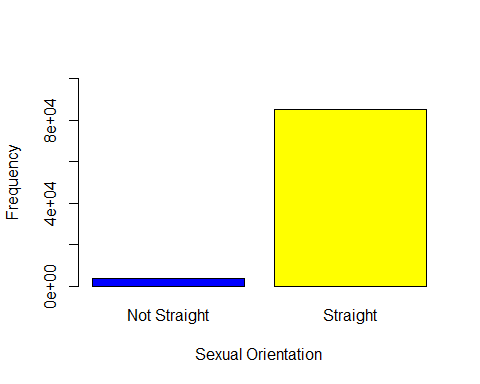 Frequency
8e+04
4e+04
0e+00
Not Straight Straight
Sexual Orientation